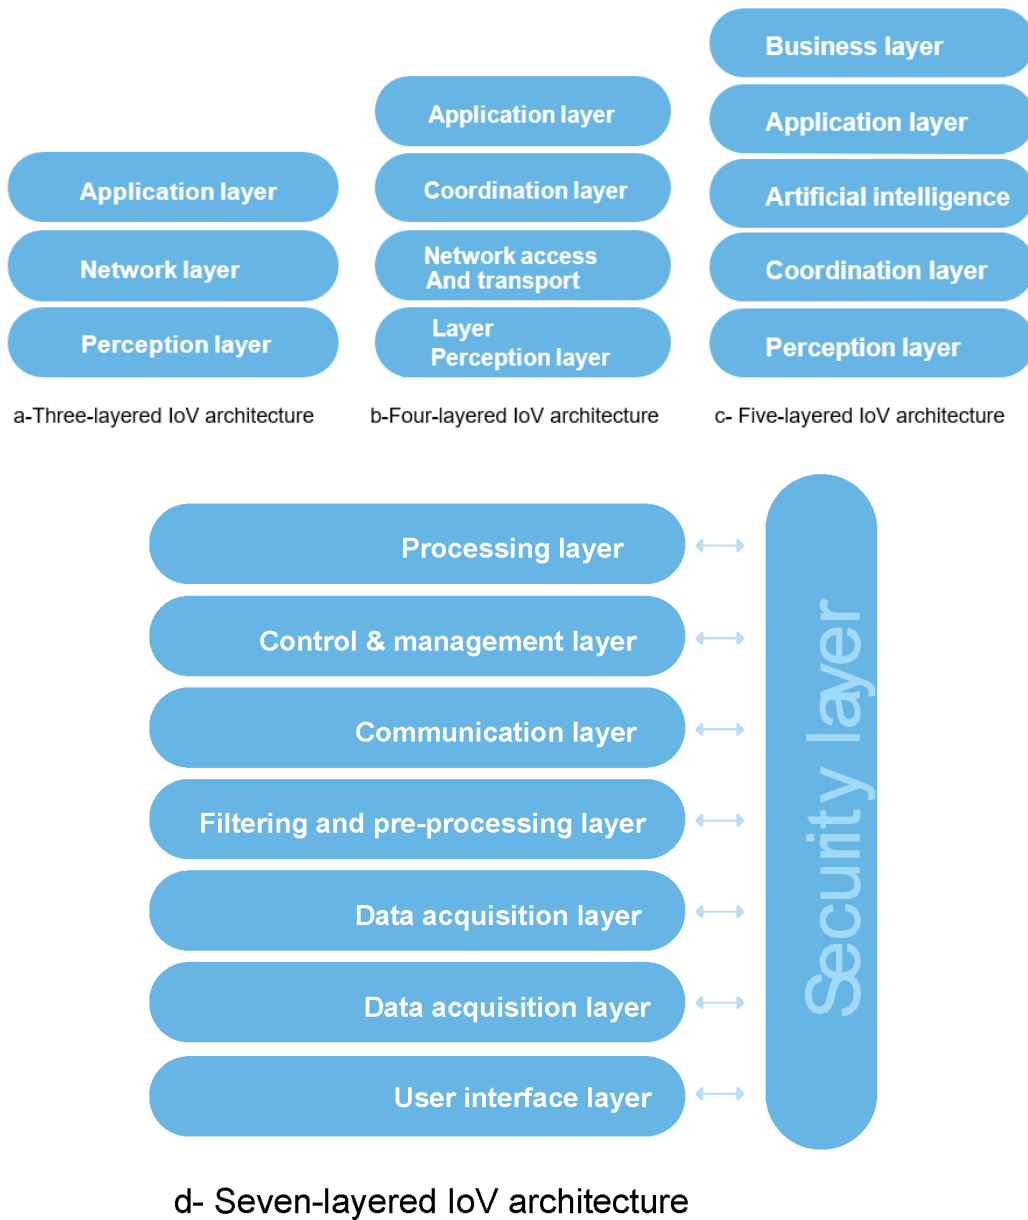 Application layer
Network layer
Perception layer
a-Three-layered IoV architecture
Application layer
Coordination layer
Network access
And transport
Layer
Perception layer
b-Four-layered IoV architecture
Business layer
Application layer
Artificial intelligence
Coordination layer
Perception layer
c- Five-layered IoV architecture
Processing layer
Control & management layer
Communication layer
Filtering and pre-processing layer
Data acquisition layer
Data acquisition layer
User interface layer
Security layer
d- Seven-layered IoV architecture